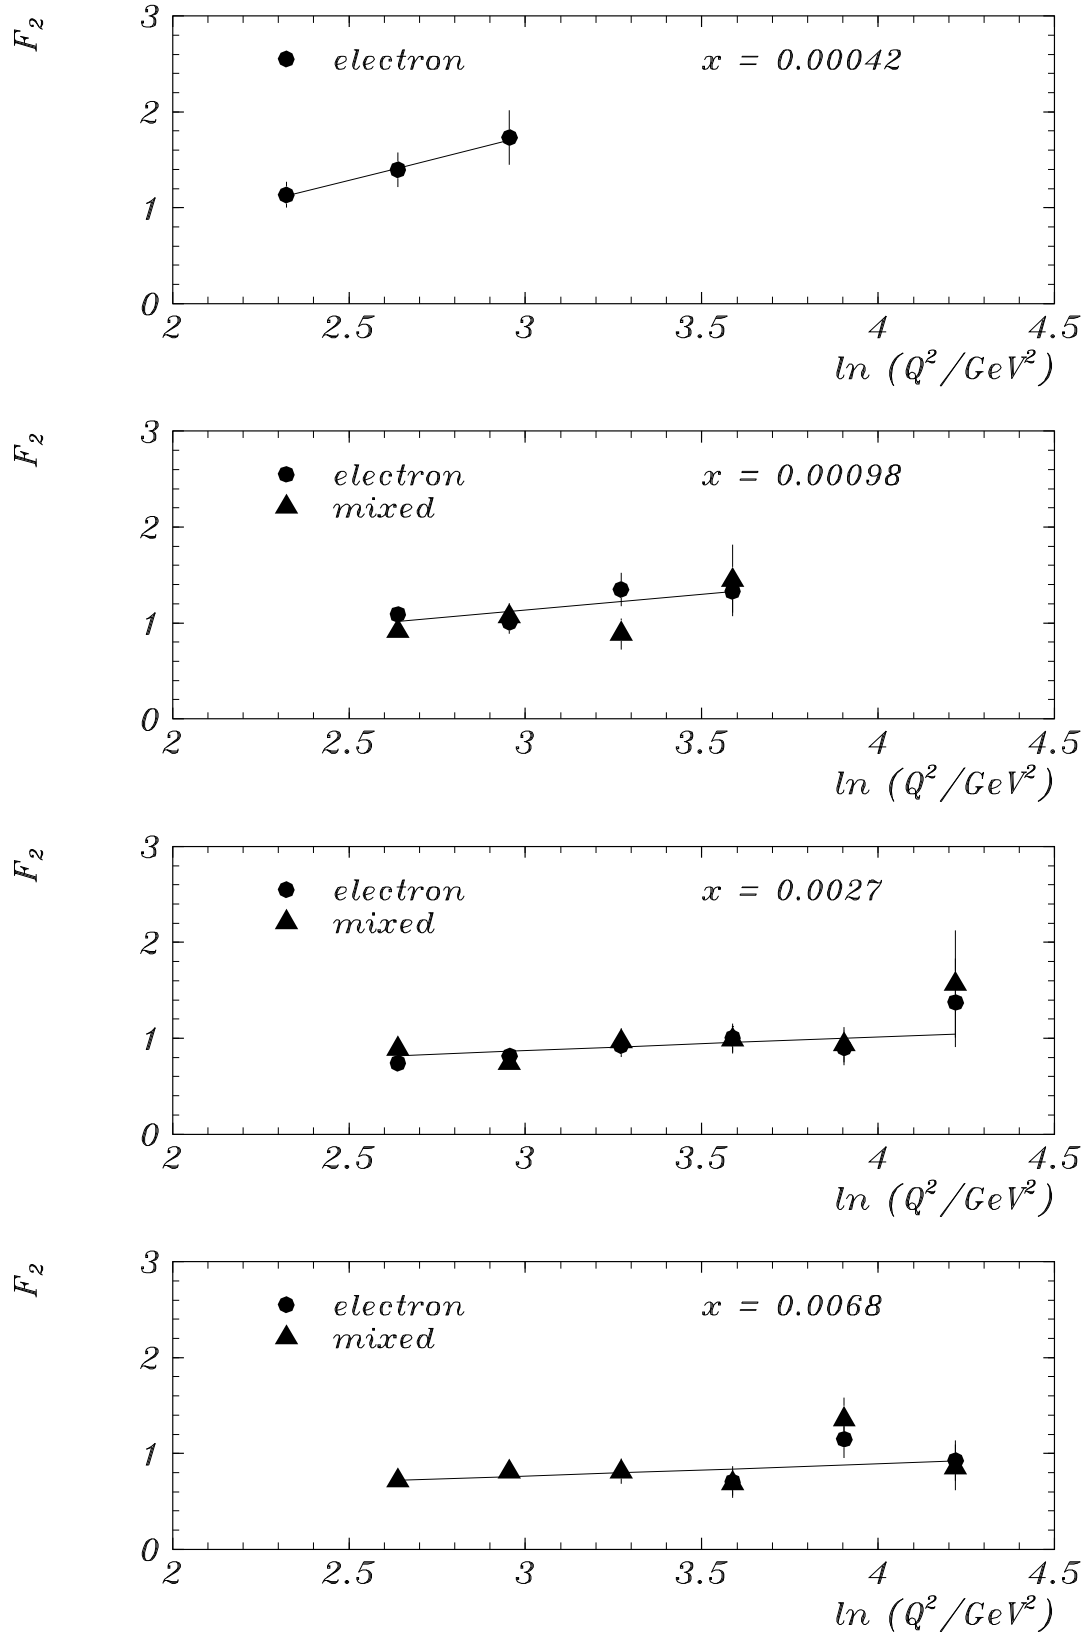 F₂
3
electron x = 0.00042
2
1
0
2 2.5 3 3.5 4 4.5
ln (Q²/GeV²)
F₂
3
electron x = 0.00098
mixed
2
1
0
2 2.5 3 3.5 4 4.5
ln (Q²/GeV²)
F₂
3
electron x = 0.0027
mixed
2
1
0
2 2.5 3 3.5 4 4.5
ln (Q²/GeV²)
F₂
3
electron x = 0.0068
mixed
2
1
0
2 2.5 3 3.5 4 4.5
ln (Q²/GeV²)